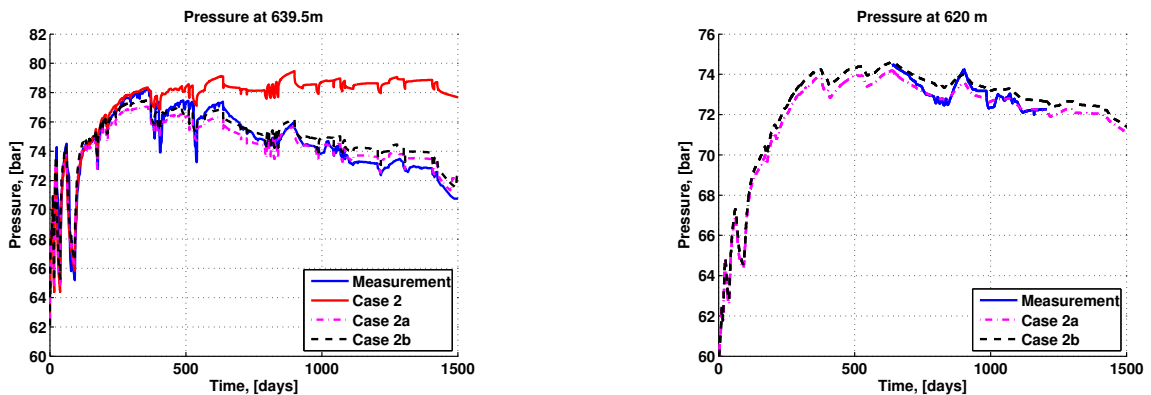 Pressure at 639.5m
82
80
78
76
74
72
70
68
66
64
62
60
Pressure, [bar]
0
500
1000
1500
Time, [days]
Measurement
Case 2
Case 2a
Case 2b
Pressure at 620 m
76
74
72
70
68
66
64
62
60
Pressure, [bar]
0
500
1000
1500
Time, [days]
Measurement
Case 2a
Case 2b